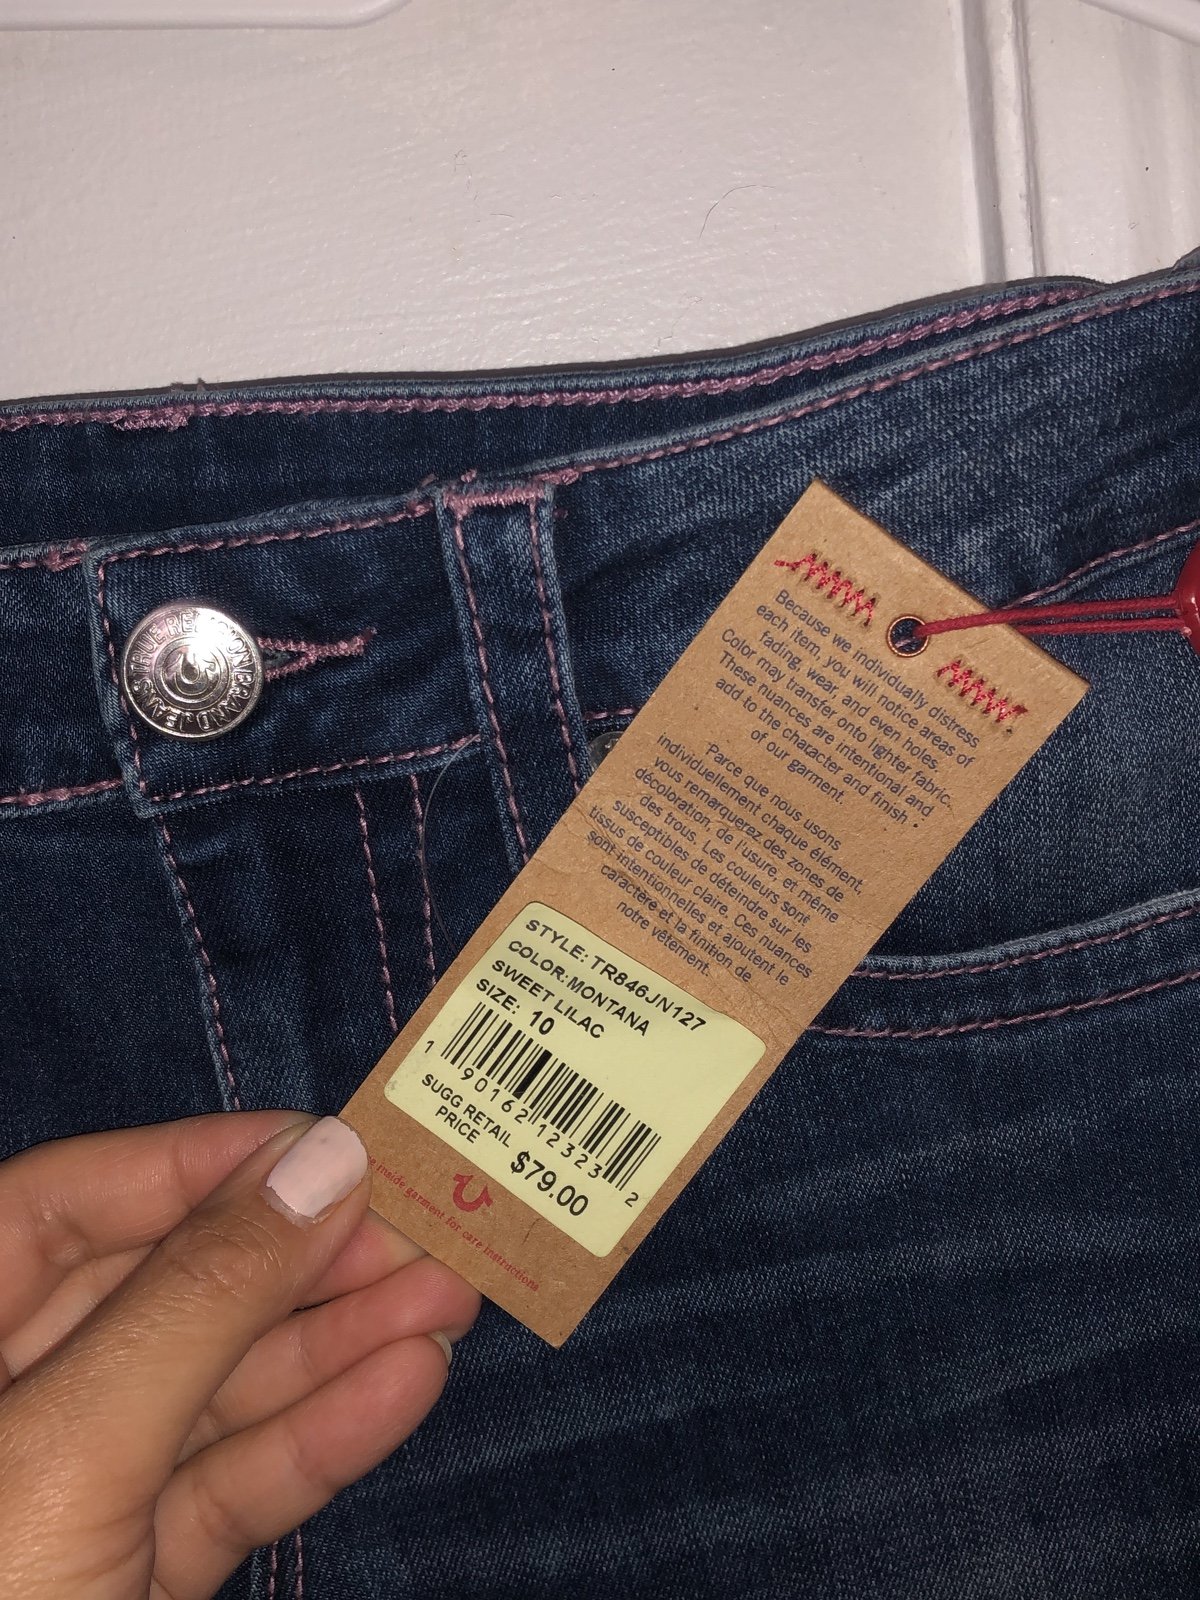 TRUE RELIGION BRAND JEANS
Because we individually distress
each item, you will notice areas of
fading, wear, and even holes.
Color may transfer onto lighter fabric.
These nuances are intentional and
add to the character and finish
of our garment.
Parce que nous usons
individuellement chaque élément,
vous remarquerez des zones de
décoloration, de l'usure, et même
des trous. Les couleurs sont
susceptibles de déteindre sur les
tissus de couleur claire. Ces nuances
sont intentionnelles et ajoutent le
caractère et la finition de
notre vêtement.
STYLE: TR846JN127
COLOR: MONTANA
SWEET LILAC
SIZE: 10
1 90162 12323 2
SUGG RETAIL
PRICE
$79.00
inside garment for care instructions